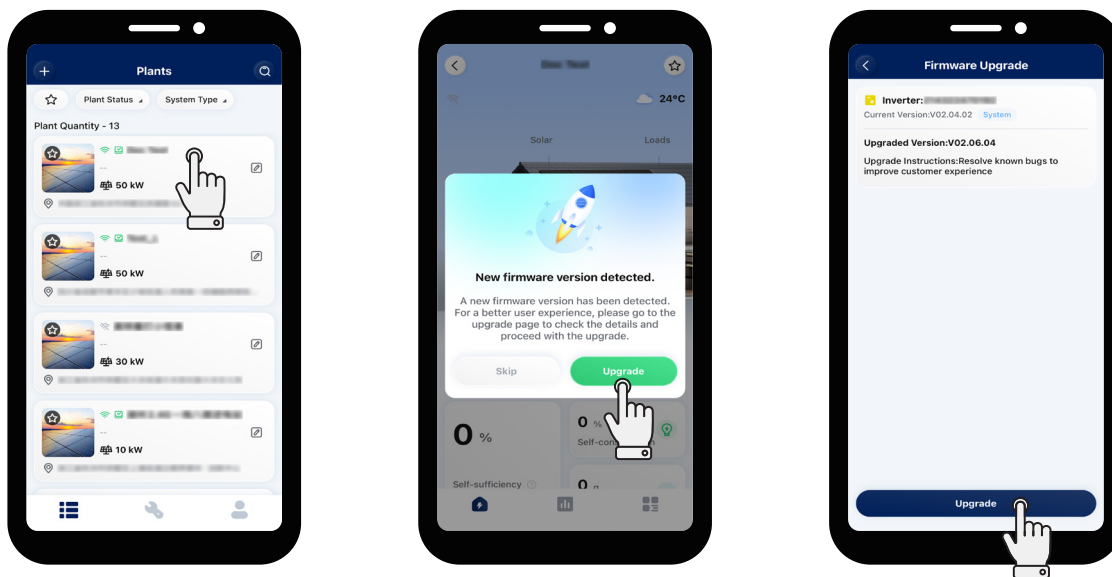 Plants
Plant Status
System Type
Plant Quantity - 13
--
50 kW
--
50 kW
--
30 kW
--
10 kW
24°C
Solar
Loads
New firmware version detected.
A new firmware version has been detected.
For a better user experience, please go to the
upgrade page to check the details and
proceed with the upgrade.
Skip
Upgrade
0 %
Self-sufficiency
0 %
0
Firmware Upgrade
Inverter:
Current Version:V02.04.02 System
Upgraded Version:V02.06.04
Upgrade Instructions:Resolve known bugs to
improve customer experience
Upgrade